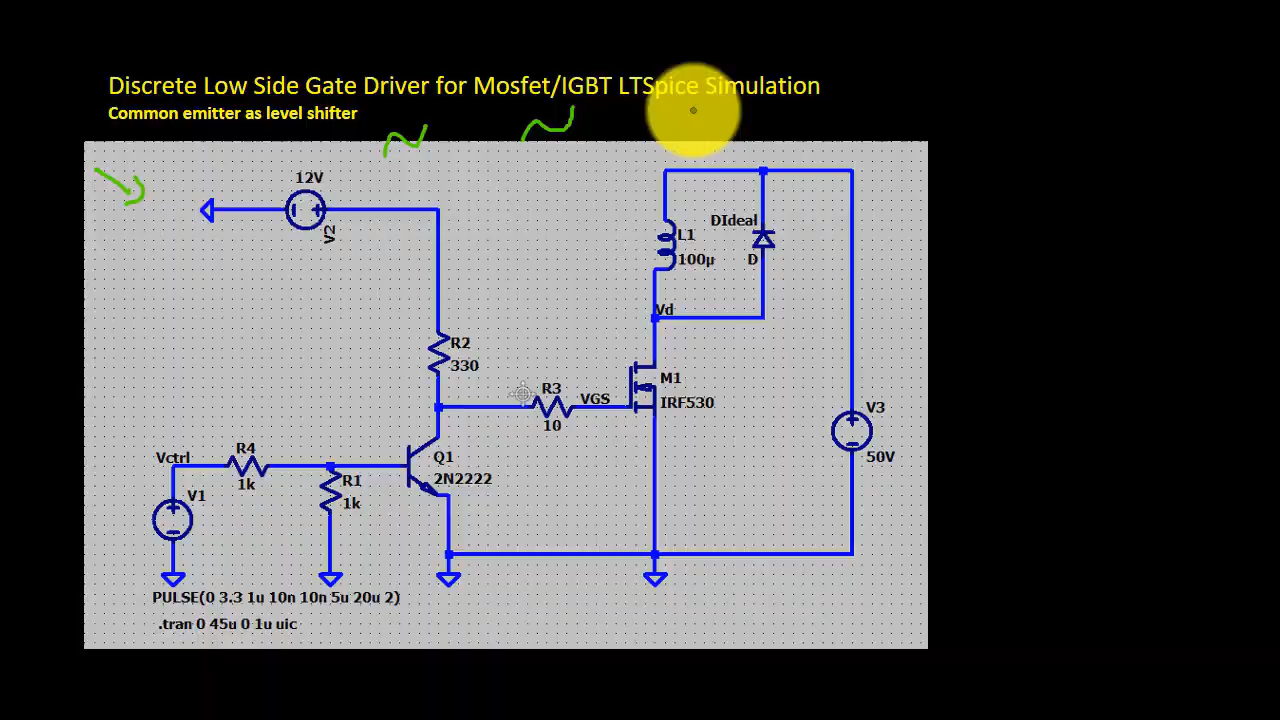 Discrete Low Side Gate Driver for Mosfet/IGBT LTSpice Simulation
Common emitter as level shifter
12V
V2
DIdeal
L1
100µ
D
Vd
R2
330
R3
VGS
10
M1
IRF530
V3
50V
Vctrl
R4
1k
V1
R1
1k
Q1
2N2222
PULSE(0 3.3 1u 10n 10n 5u 20u 2)
.tran 0 45u 0 1u uic